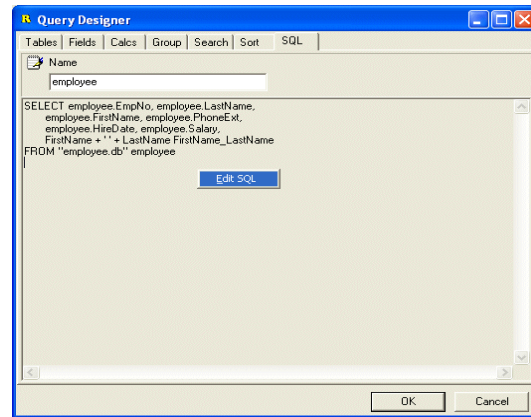 R Query Designer
Tables Fields Calcs Group Search Sort SQL
Name
employee
SELECT employee.EmpNo, employee.LastName,
employee.FirstName, employee.PhoneExt,
employee.HireDate, employee.Salary,
FirstName + ' ' + LastName FirstName_LastName
FROM "employee.db" employee
Edit SQL
OK Cancel